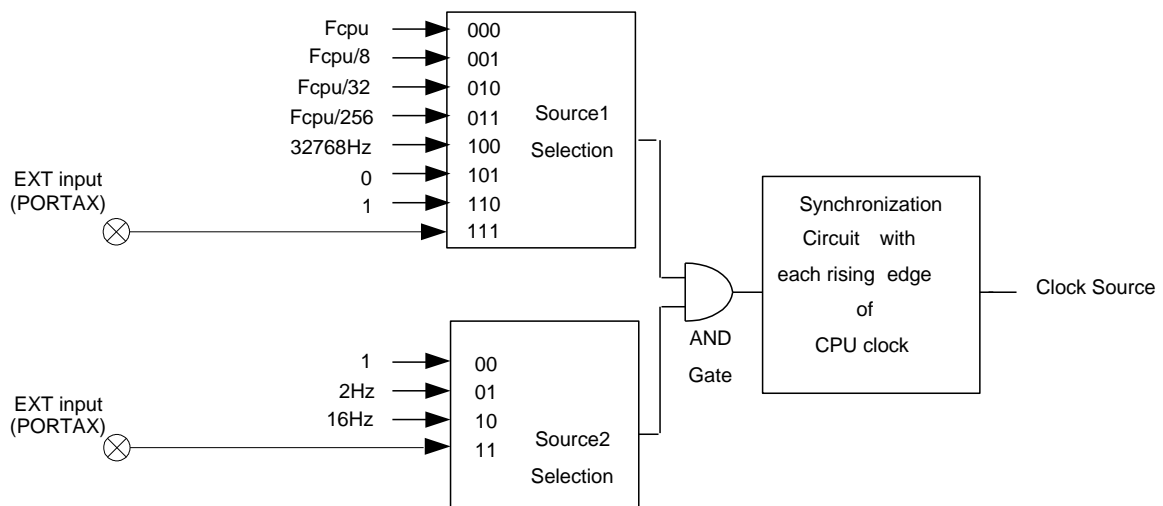 Fcpu
000
Fcpu/8
001
Fcpu/32
010
Fcpu/256
011
32768Hz
100
0
101
1
110
111
Source1
Selection
EXT input
(PORTAX)
1
00
2Hz
01
16Hz
10
11
Source2
Selection
EXT input
(PORTAX)
AND
Gate
Synchronization
Circuit with
each rising edge
of
CPU clock
Clock Source